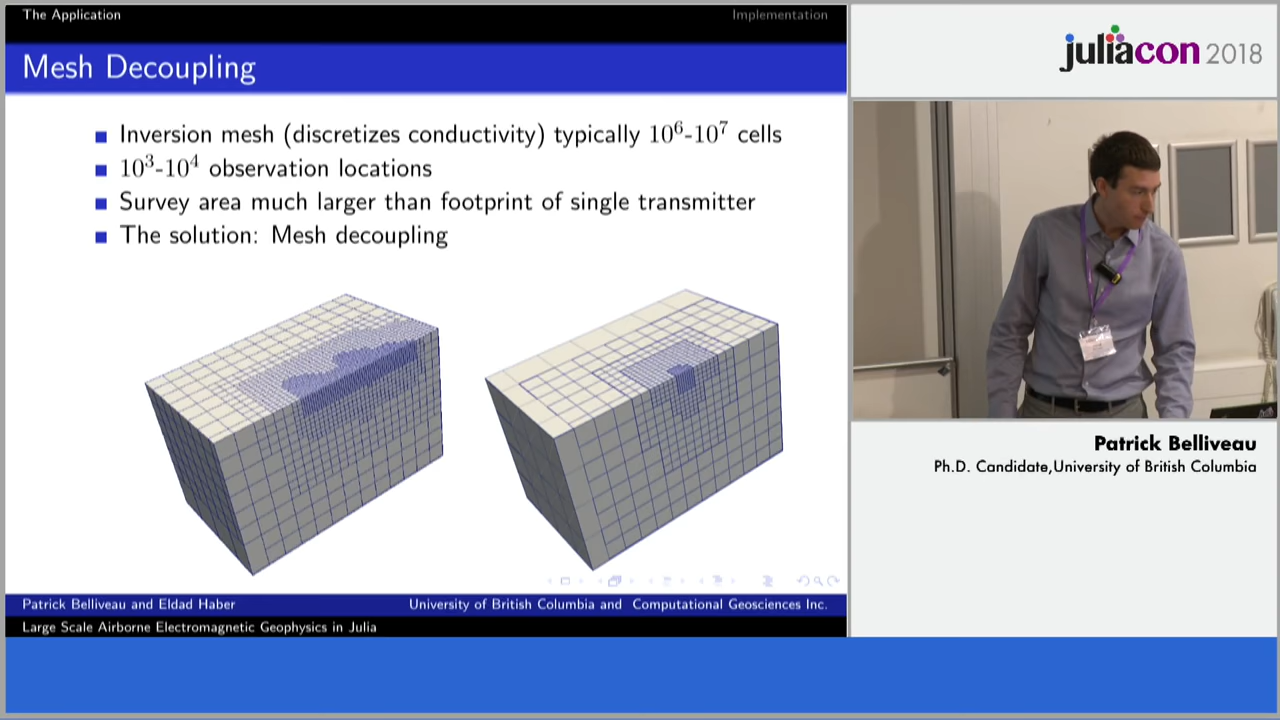 The Application
Implementation
Mesh Decoupling
Inversion mesh (discretizes conductivity) typically 10⁶-10⁷ cells
10³-10⁴ observation locations
Survey area much larger than footprint of single transmitter
The solution: Mesh decoupling
Patrick Belliveau and Eldad Haber
University of British Columbia and Computational Geosciences Inc.
Large Scale Airborne Electromagnetic Geophysics in Julia
juliacon 2018
Patrick Belliveau
Ph.D. Candidate,University of British Columbia